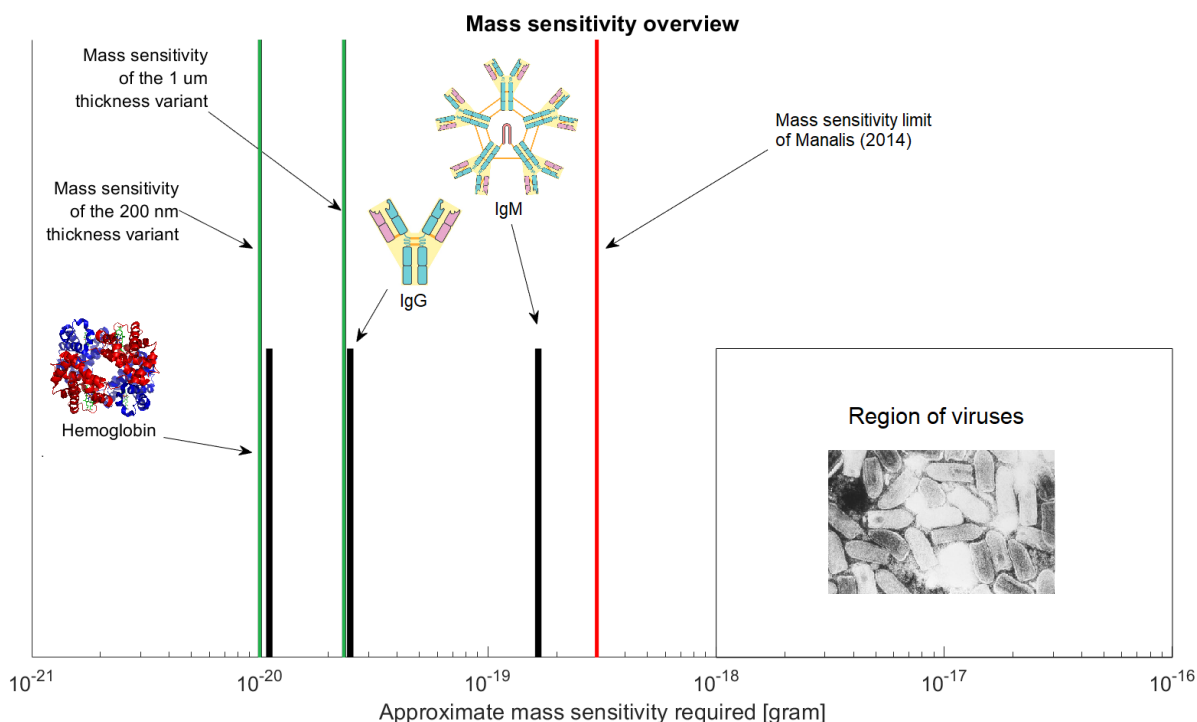 Mass sensitivity overview
Mass sensitivity
of the 1 um
thickness variant
Mass sensitivity limit
of Manalis (2014)
Mass sensitivity
of the 200 nm
thickness variant
IgM
IgG
Hemoglobin
Region of viruses
10-21
10-20
10-19
10-18
10-17
10-16
Approximate mass sensitivity required [gram]